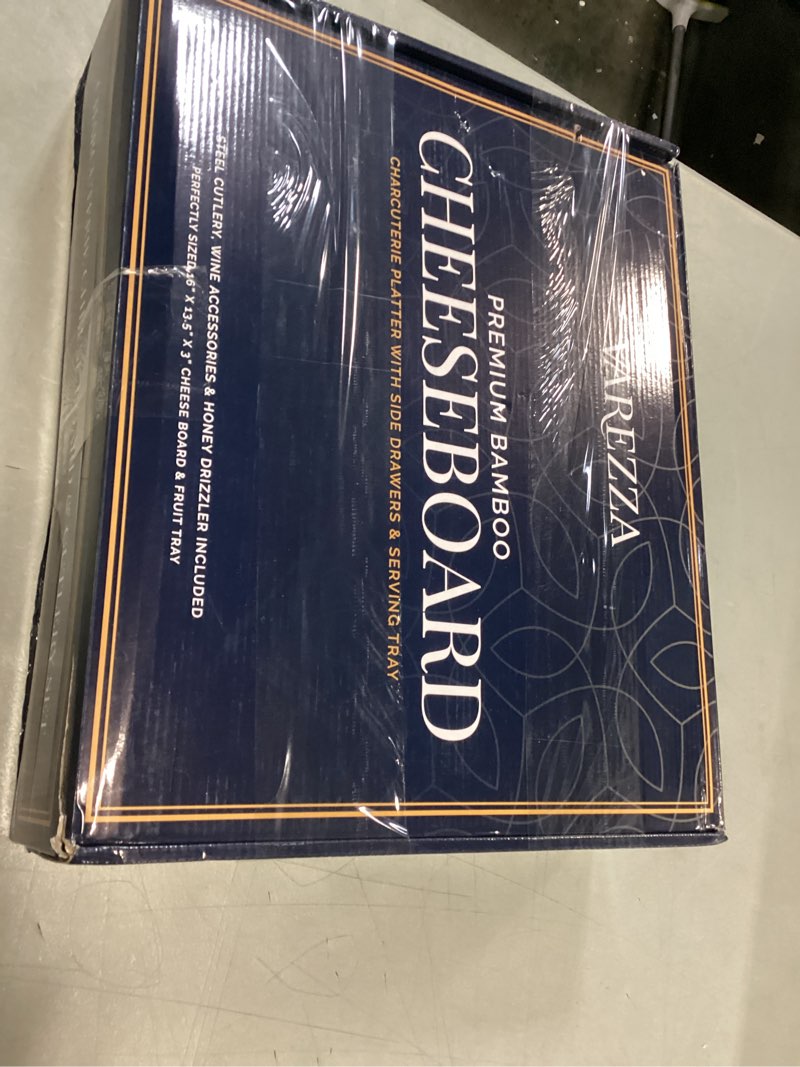 VAREZZA
PREMIUM BAMBOO
CHEESEBOARD
CHARCUTERIE PLATTER WITH SIDE DRAWERS & SERVING TRAY
STEEL CUTLERY, WINE ACCESSORIES & HONEY DRIZZLER INCLUDED
PERFECTLY SIZED 16" X 13.5" X 3" CHEESE BOARD & FRUIT TRAY